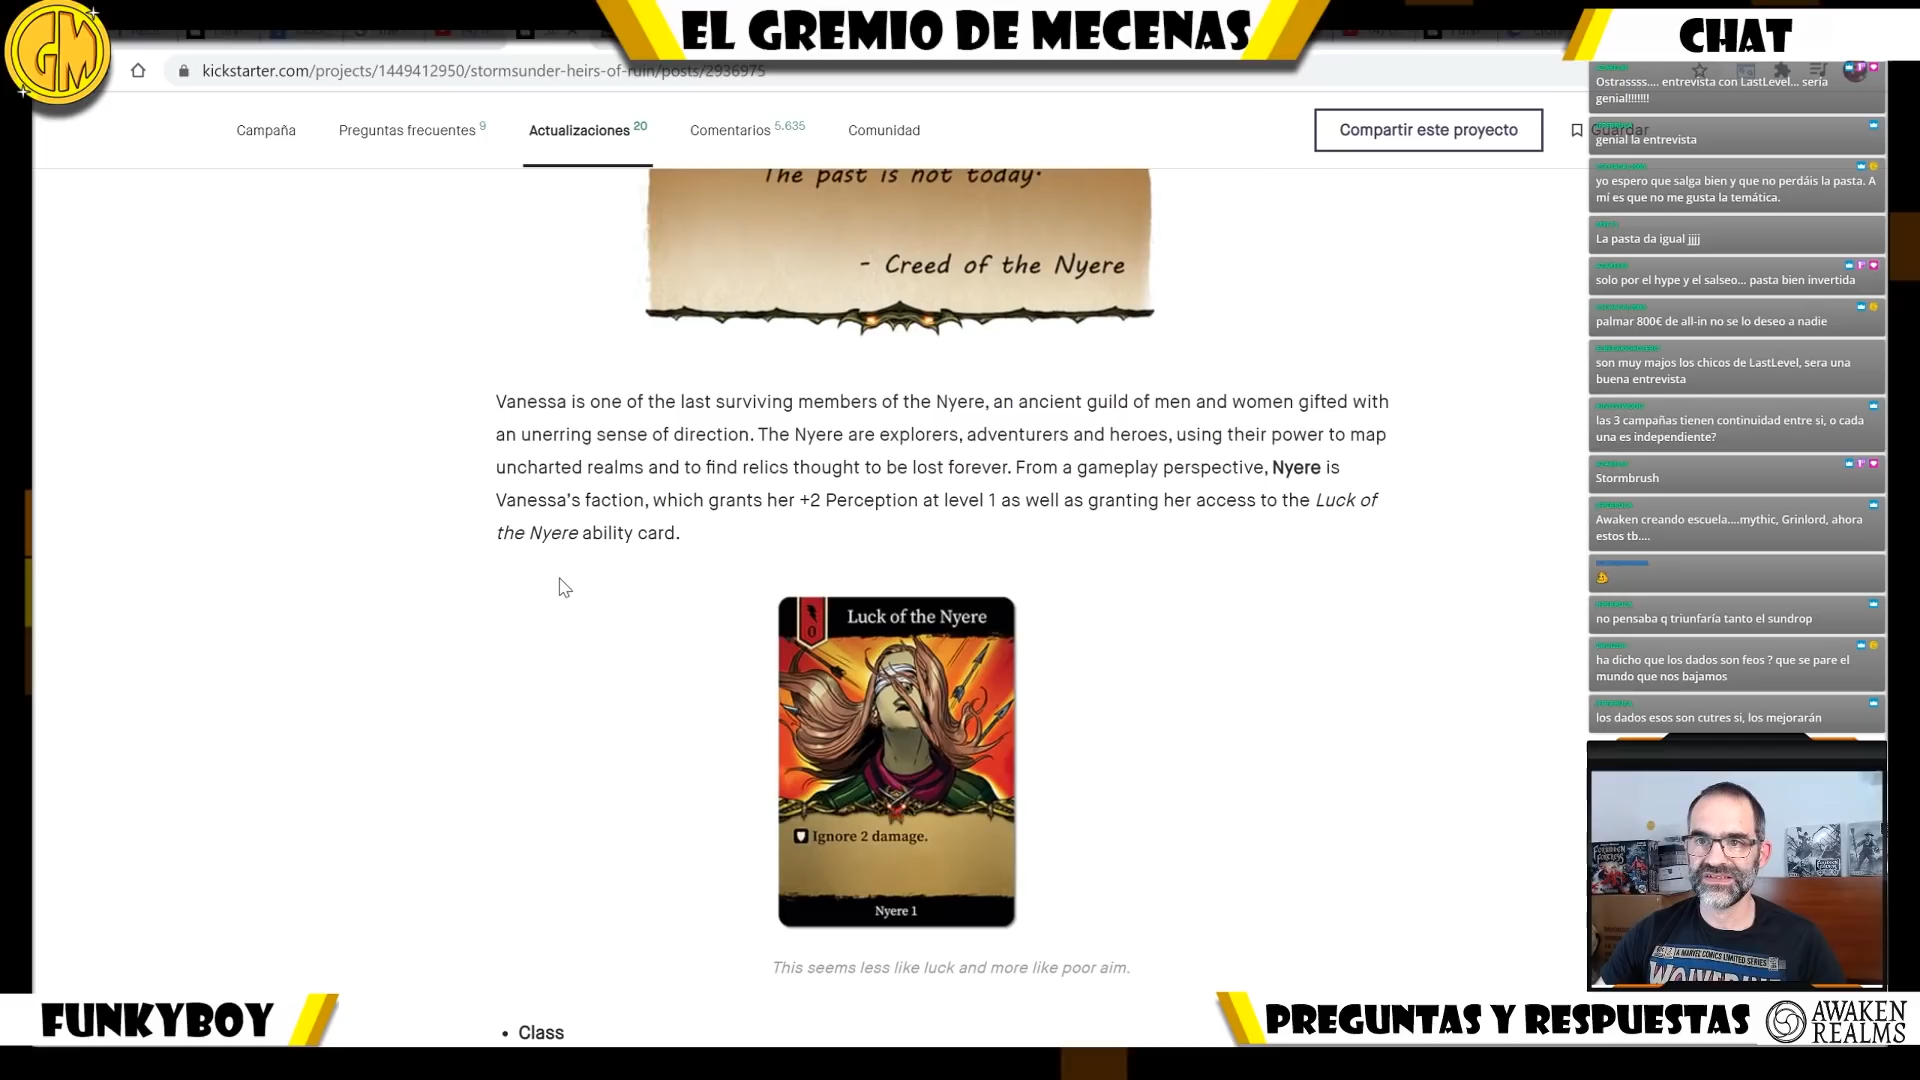 GM
EL GREMIO DE MECENAS
CHAT
kickstarter.com/projects/1449412950/stormsunder-heirs-of-ruin/posts/2936975
Campaña
Preguntas frecuentes 9
Actualizaciones 20
Comentarios 5.635
Comunidad
Compartir este proyecto
Guardar
The past is not today.
- Creed of the Nyere
Vanessa is one of the last surviving members of the Nyere, an ancient guild of men and women gifted with
an unerring sense of direction. The Nyere are explorers, adventurers and heroes, using their power to map
uncharted realms and to find relics thought to be lost forever. From a gameplay perspective, Nyere is
Vanessa's faction, which grants her +2 Perception at level 1 as well as granting her access to the Luck of
the Nyere ability card.
0
Luck of the Nyere
Ignore 2 damage.
Nyere 1
This seems less like luck and more like poor aim.
• Class
Ostrassss.... entrevista con LastLevel... sería
genial!!!!!!!
genial la entrevista
yo espero que salga bien y que no perdáis la pasta. A
mí es que no me gusta la temática.
La pasta da igual jjjj
solo por el hype y el salseo... pasta bien invertida
palmar 800€ de all-in no se lo deseo a nadie
son muy majos los chicos de LastLevel, sera una
buena entrevista
las 3 campañas tienen continuidad entre si, o cada
una es independiente?
Stormbrush
Awaken creando escuela....mythic, Grinlord, ahora
estos tb....
no pensaba q triunfaría tanto el sundrop
ha dicho que los dados son feos ? que se pare el
mundo que nos bajamos
los dados esos son cutres si, los mejorarán
FORBIDDEN
FORTRESS
A MARVEL COMICS LIMITED SERIES
WOLVERINE
FUNKYBOY
PREGUNTAS Y RESPUESTAS
AWAKEN
REALMS